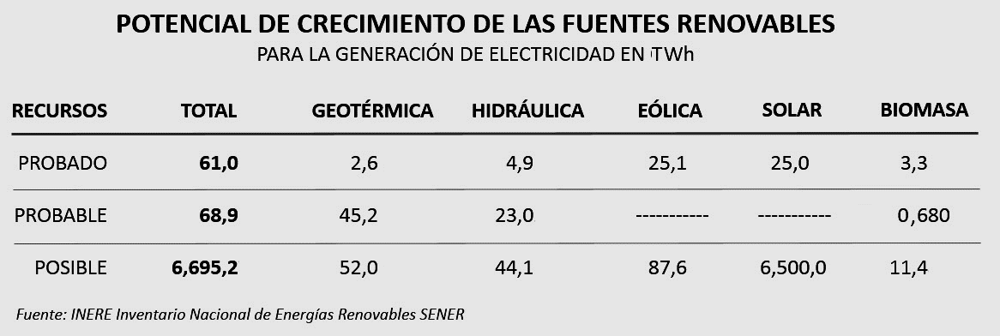 POTENCIAL DE CRECIMIENTO DE LAS FUENTES RENOVABLES
PARA LA GENERACIÓN DE ELECTRICIDAD EN TWh
RECURSOS TOTAL GEOTÉRMICA HIDRÁULICA EÓLICA SOLAR BIOMASA
PROBADO 61,0 2,6 4,9 25,1 25,0 3,3
PROBABLE 68,9 45,2 23,0 ----------- ----------- 0,680
POSIBLE 6,695,2 52,0 44,1 87,6 6,500,0 11,4
Fuente: INERE Inventario Nacional de Energías Renovables SENER